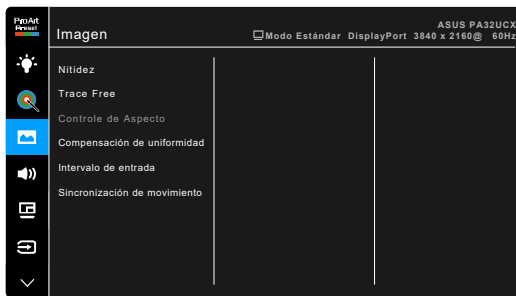 ProArt
Preset
Imagen
ASUS PA32UCX
Modo Estándar DisplayPort 3840 x 2160@ 60Hz
Nitidez
Trace Free
Controle de Aspecto
Compensación de uniformidad
Intervalo de entrada
Sincronización de movimiento